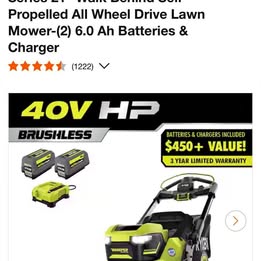 Series 21" Walk Behind Self-
Propelled All Wheel Drive Lawn
Mower-(2) 6.0 Ah Batteries &
Charger
(1222)
40V HP
BRUSHLESS
BATTERIES & CHARGERS INCLUDED
$450+ VALUE!
3 YEAR LIMITED WARRANTY